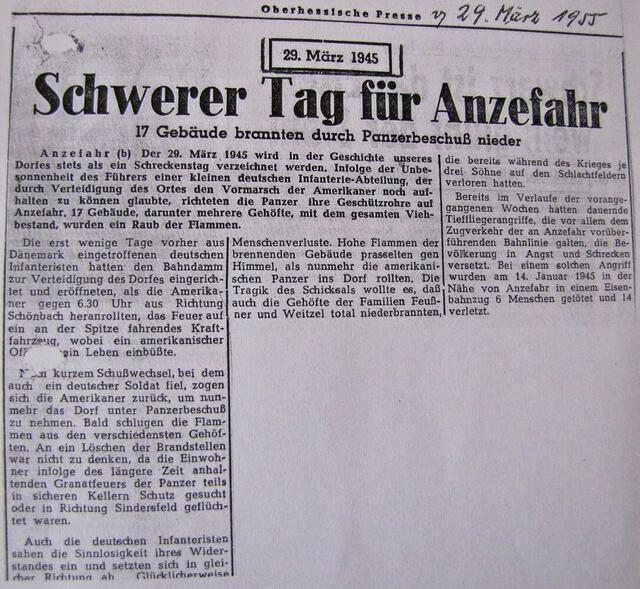 Oberhessische Presse v 29. März 1955
29. März 1945
Schwerer Tag für Anzefahr
17 Gebäude brannten durch Panzerbeschuß nieder
Anzefahr (b) Der 29. März 1945 wird in der Geschichte unseres
Dorfes stets als ein Schreckenstag verzeichnet werden. Infolge der Unbe-
sonnenheit des Führers einer kleinen deutschen Infanterie-Abteilung, der
durch Verteidigung des Ortes den Vormarsch der Amerikaner noch auf-
halten zu können glaubte, richteten die Panzer ihre Geschützrohre auf
Anzefahr. 17 Gebäude, darunter mehrere Gehöfte, mit dem gesamten Vieh-
bestand, wurden ein Raub der Flammen.
Die erst wenige Tage vorher aus
Dänemark eingetroffenen deutschen
Infanteristen hatten den Bahndamm
zur Verteidigung des Dorfes eingerich-
tet und eröffneten, als die Amerika-
ner gegen 6.30 Uhr aus Richtung
Schönbach heranrollten, das Feuer auf
ein an der Spitze fahrendes Kraft-
fahrzeug, wobei ein amerikanischer
Of sein Leben einbüßte.
kurzem Schußwechsel, bei dem
auch ein deutscher Soldat fiel, zogen
sich die Amerikaner zurück, um nun-
mehr das Dorf unter Panzerbeschuß
zu nehmen. Bald schlugen die Flam-
men aus den verschiedensten Gehöf-
ten. An ein Löschen der Brandstellen
war nicht zu denken, da die Einwoh-
ner infolge des längere Zeit anhal-
tenden Granatfeuers der Panzer teils
in sicheren Kellern Schutz gesucht
oder in Richtung Sindersfeld geflüch-
tet waren.
Auch die deutschen Infanteristen
sahen die Sinnlosigkeit ihres Wider-
standes ein und setzten sich in glei-
cher Richtung ab. Glücklicherweise
Menschenverluste. Hohe Flammen der
brennenden Gebäude prasselten gen
Himmel, als nunmehr die amerikani-
schen Panzer ins Dorf rollten. Die
Tragik des Schicksals wollte es, daß
auch die Gehöfte der Familien Feuß-
ner und Weitzel total niederbrannten,
die bereits während des Krieges je
drei Söhne auf den Schlachtfeldern
verloren hatten.
Bereits im Verlaufe der vorange-
gangenen Wochen hatten dauernde
Tieffliegerangriffe, die vor allem dem
Zugverkehr der an Anzefahr vorüber-
führenden Bahnlinie galten, die Be-
völkerung in Angst und Schrecken
versetzt. Bei einem solchen Angriff
wurden am 14. Januar 1945 in der
Nähe von Anzefahr in einem Eisen-
bahnzug 6 Menschen getötet und 14
verletzt.